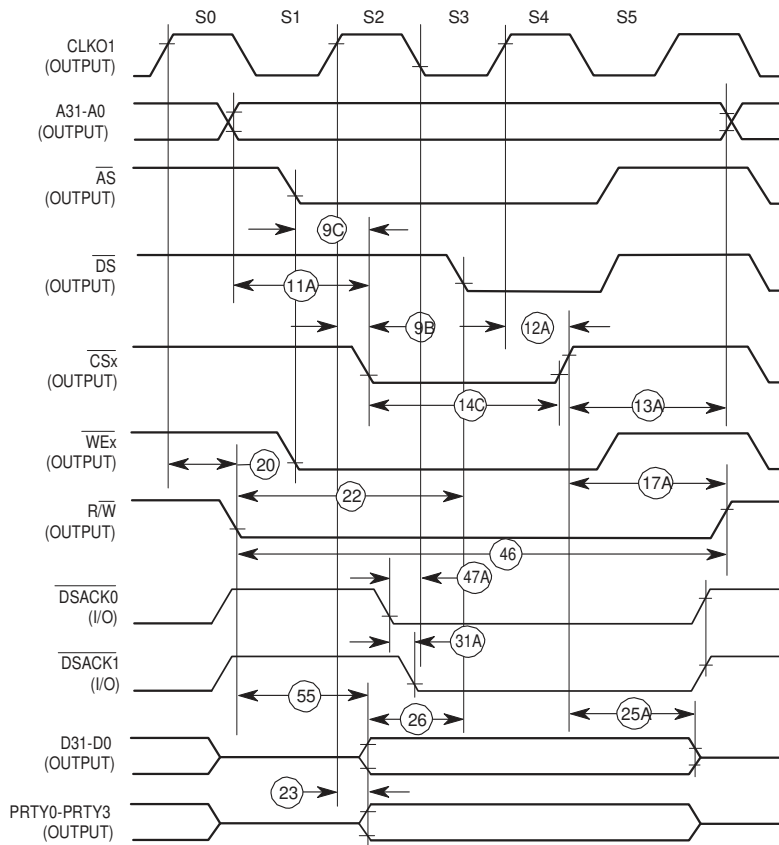 S0 S1 S2 S3 S4 S5
CLKO1
(OUTPUT)
A31-A0
(OUTPUT)
AS
(OUTPUT)
9C
DS
(OUTPUT)
11A
9B
12A
CSx
(OUTPUT)
14C
13A
WEx
(OUTPUT)
20
17A
22
R/W
(OUTPUT)
46
47A
DSACK0
(I/O)
31A
DSACK1
(I/O)
55
26
25A
D31-D0
(OUTPUT)
23
PRTY0-PRTY3
(OUTPUT)